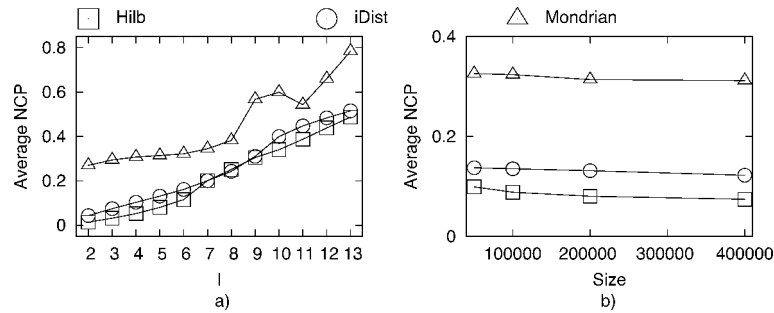 Hilb iDist Mondrian
Average NCP
0.8
0.6
0.4
0.2
0
2 3 4 5 6 7 8 9 10 11 12 13
l
a)
Average NCP
0.4
0.2
0
100000 200000 300000 400000
Size
b)